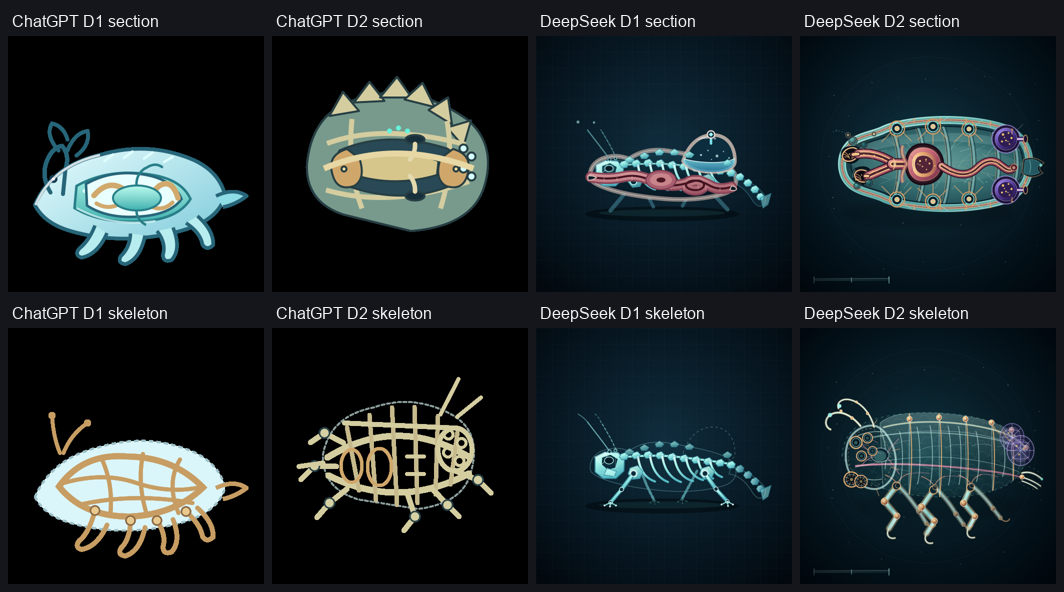 ChatGPT D1 section
ChatGPT D2 section
DeepSeek D1 section
DeepSeek D2 section
ChatGPT D1 skeleton
ChatGPT D2 skeleton
DeepSeek D1 skeleton
DeepSeek D2 skeleton